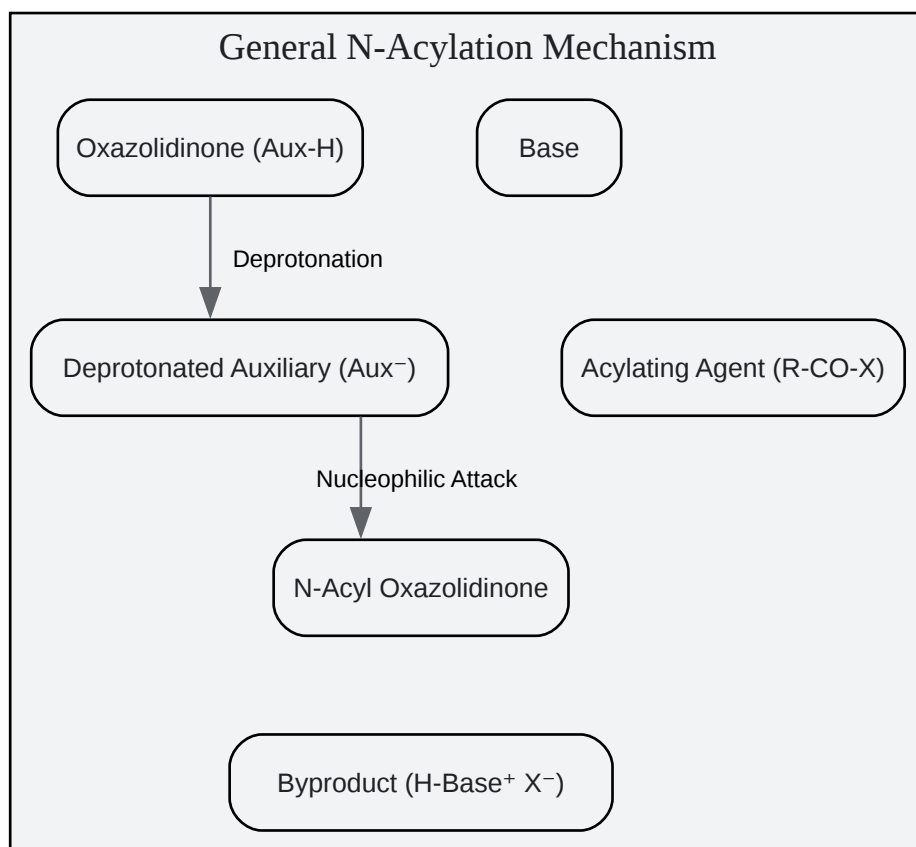 General N-Acylation Mechanism
Oxazolidinone (Aux-H)
Base
Deprotonation
Deprotonated Auxiliary (Aux⁻)
Acylating Agent (R-CO-X)
Nucleophilic Attack
N-Acyl Oxazolidinone
Byproduct (H-Base⁺ X⁻)